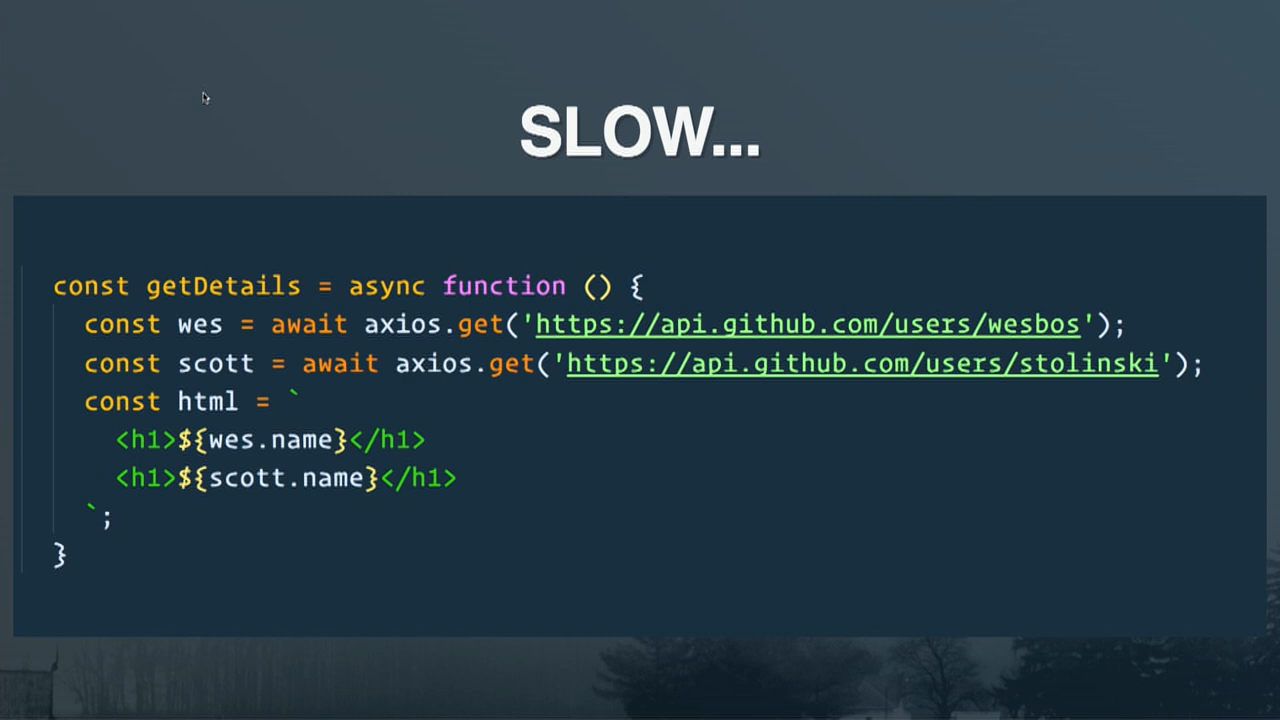 SLOW...
const getDetails = async function () {
  const wes = await axios.get('https://api.github.com/users/wesbos');
  const scott = await axios.get('https://api.github.com/users/stolinski');
  const html = `
    <h1>${wes.name}</h1>
    <h1>${scott.name}</h1>
  `;
}